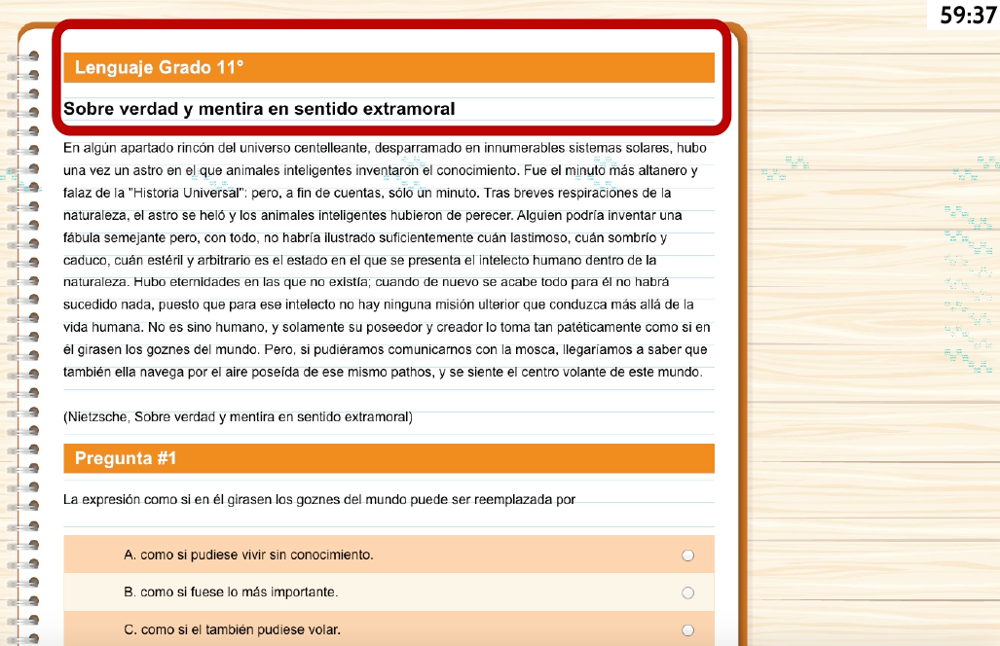 59:37
Lenguaje Grado 11°
Sobre verdad y mentira en sentido extramoral
En algún apartado rincón del universo centelleante, desparramado en innumerables sistemas solares, hubo
una vez un astro en el que animales inteligentes inventaron el conocimiento. Fue el minuto más altanero y
falaz de la "Historia Universal": pero, a fin de cuentas, sólo un minuto. Tras breves respiraciones de la
naturaleza, el astro se heló y los animales inteligentes hubieron de perecer. Alguien podría inventar una
fábula semejante pero, con todo, no habría ilustrado suficientemente cuán lastimoso, cuán sombrío y
caduco, cuán estéril y arbitrario es el estado en el que se presenta el intelecto humano dentro de la
naturaleza. Hubo eternidades en las que no existía; cuando de nuevo se acabe todo para él no habrá
sucedido nada, puesto que para ese intelecto no hay ninguna misión ulterior que conduzca más allá de la
vida humana. No es sino humano, y solamente su poseedor y creador lo toma tan patéticamente como si en
él girasen los goznes del mundo. Pero, si pudiéramos comunicarnos con la mosca, llegaríamos a saber que
también ella navega por el aire poseída de ese mismo pathos, y se siente el centro volante de este mundo.
(Nietzsche, Sobre verdad y mentira en sentido extramoral)
Pregunta #1
La expresión como si en él girasen los goznes del mundo puede ser reemplazada por
A. como si pudiese vivir sin conocimiento.
B. como si fuese lo más importante.
C. como si el también pudiese volar.